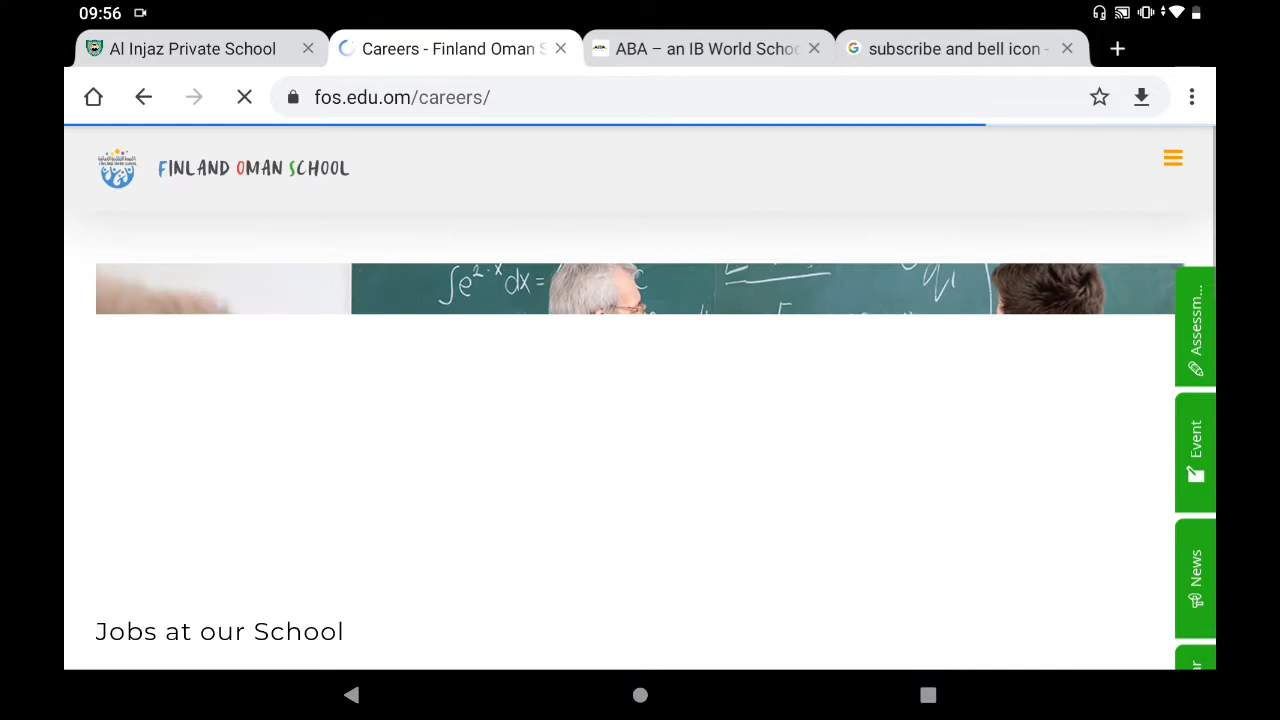 09:56
Al Injaz Private School
Careers - Finland Oman S
ABA – an IB World Schoo
subscribe and bell icon -
fos.edu.om/careers/
FINLAND OMAN SCHOOL
Assessm...
Event
News
Jobs at our School